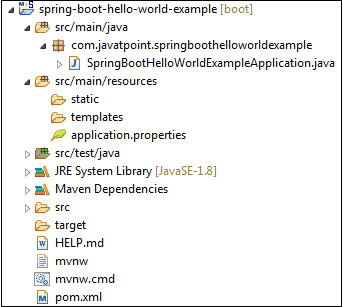 spring-boot-hello-world-example [boot]
src/main/java
com.javatpoint.springboothelloworldexample
SpringBootHelloWorldExampleApplication.java
src/main/resources
static
templates
application.properties
src/test/java
JRE System Library [JavaSE-1.8]
Maven Dependencies
src
target
HELP.md
mvnw
mvnw.cmd
pom.xml